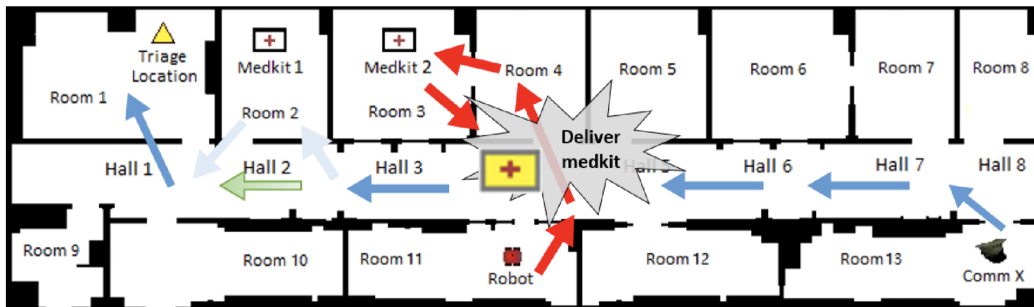 Triage
Location
Medkit 1
Medkit 2
Room 1
Room 2
Room 3
Room 4
Room 5
Room 6
Room 7
Room 8
Deliver
medkit
Hall 1
Hall 2
Hall 3
Hall 6
Hall 7
Hall 8
Room 9
Room 10
Room 11
Robot
Room 12
Room 13
Comm X